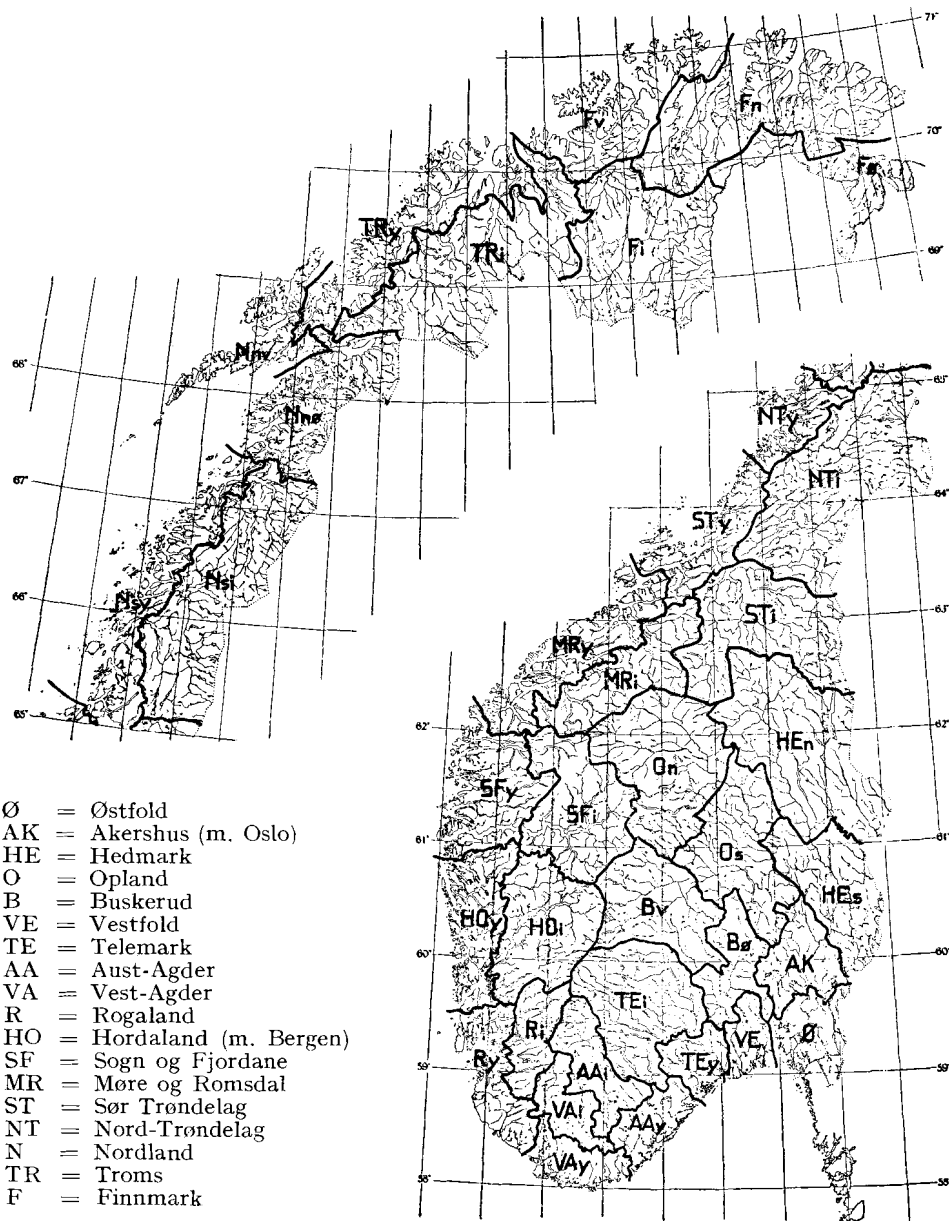 71°
Fn
Fv
70°
Fø
TRy
TRi
Fi
69°
68°
Nnv
65°
Nnø
NTy
67°
NTi
64°
STy
Nsi
66°
Nsy
63°
STi
MRy
MRi
65°
62°
62°
HEn
On
SFy
SFi
61°
61°
Os
HEs
HOy
HOi
Bv
Bø
60°
60°
AK
TEi
Ri
VE
Ø
59°
Ry
TEy
59°
AAi
VAi
AAy
VAy
58°
58°
Ø = Østfold
AK = Akershus (m. Oslo)
HE = Hedmark
O = Opland
B = Buskerud
VE = Vestfold
TE = Telemark
AA = Aust-Agder
VA = Vest-Agder
R = Rogaland
HO = Hordaland (m. Bergen)
SF = Sogn og Fjordane
MR = Møre og Romsdal
ST = Sør Trøndelag
NT = Nord-Trøndelag
N = Nordland
TR = Troms
F = Finnmark